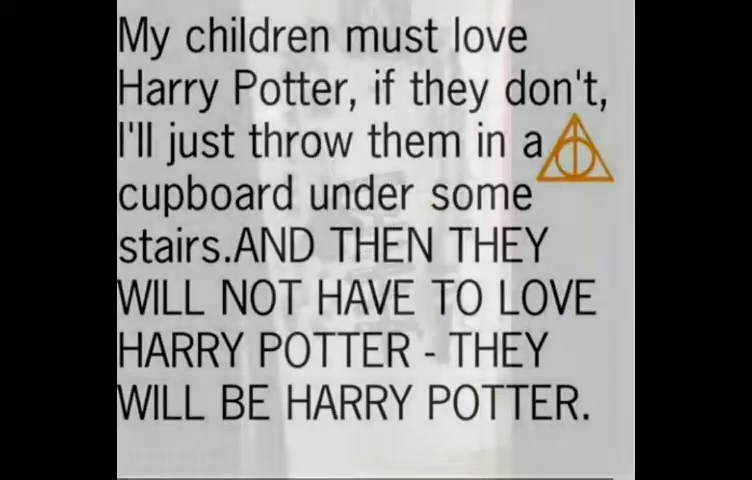 My children must love
Harry Potter, if they don't,
I'll just throw them in a
cupboard under some
stairs.AND THEN THEY
WILL NOT HAVE TO LOVE
HARRY POTTER - THEY
WILL BE HARRY POTTER.